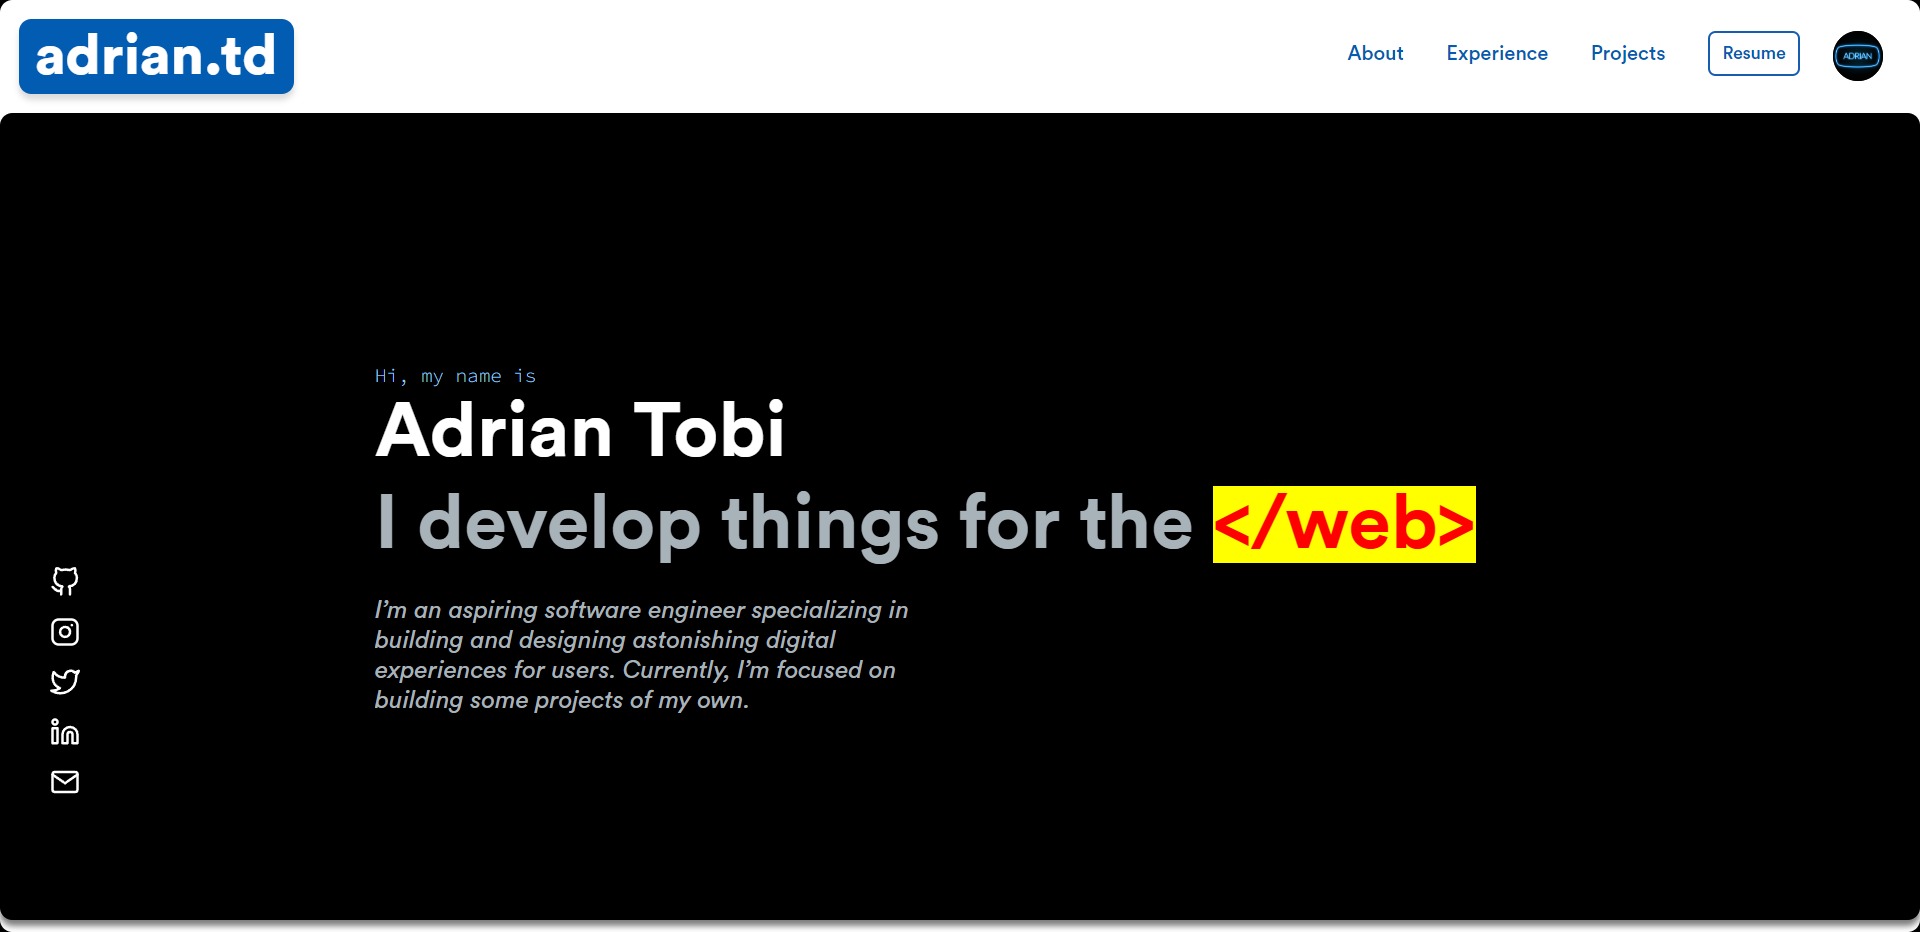 adrian.td
About Experience Projects Resume ADRIAN
Hi, my name is
Adrian Tobi
I develop things for the </web>
I’m an aspiring software engineer specializing in
building and designing astonishing digital
experiences for users. Currently, I’m focused on
building some projects of my own.